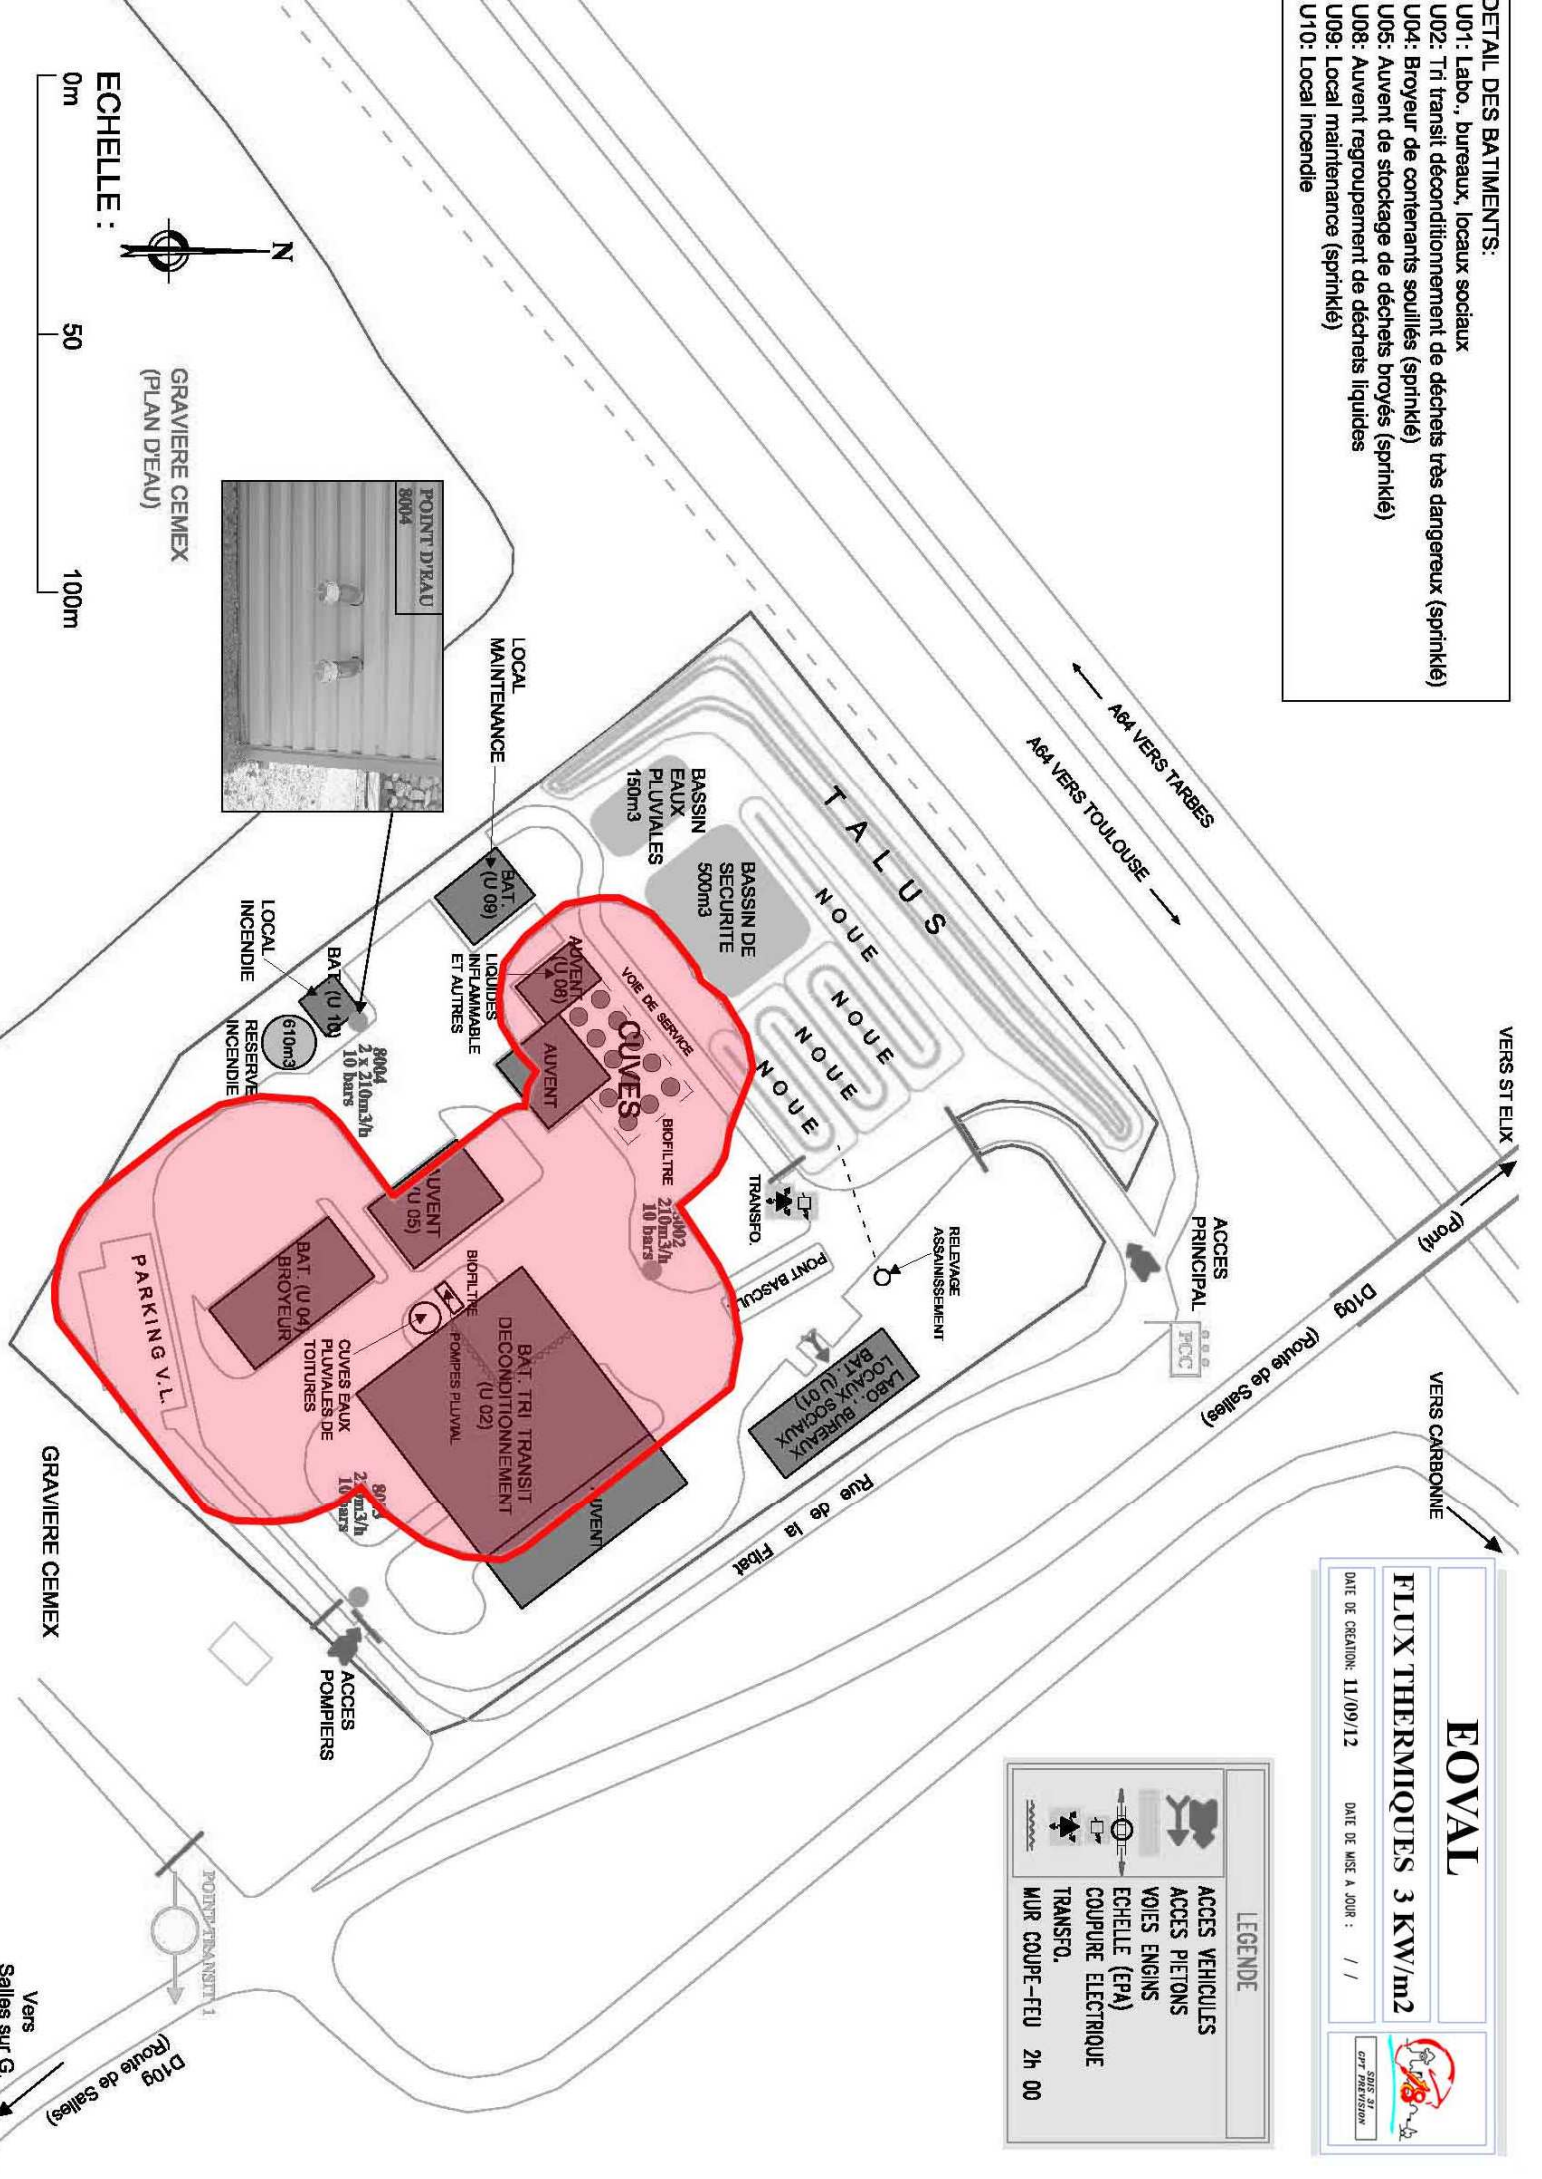 DETAIL DES BATIMENTS:
U01: Labo., bureaux, locaux sociaux
U02: Tri transit déconditionnement de déchets très dangereux (sprinklé)
U04: Broyeur de contenants souillés (sprinklé)
U05: Auvent de stockage de déchets broyés (sprinklé)
U08: Auvent regroupement de déchets liquides
U09: Local maintenance (sprinklé)
U10: Local incendie
EOVAL
FLUX THERMIQUES 3 KW/m2
DATE DE CREATION: 11/09/12
DATE DE MISE A JOUR : / /
SDIS 31
GPT PREVISION
VERS ST ELIX
(Pont)
D10g
(Route de Salles)
VERS CARBONNE
A64 VERS TARBES
A64 VERS TOULOUSE
ACCES
PRINCIPAL
PCC
TALUS
NOUE
NOUE
NOUE
NOUE
RELEVAGE
ASSAINISSEMENT
TRANSFO.
PONT BASCUL
LABO., BUREAUX
LOCAUX SOCIAUX
BAT. (U 01)
Rue de la Fibat
BASSIN DE
SECURITE
500m3
BASSIN
EAUX
PLUVIALES
150m3
VOIE DE SERVICE
CUVES
BIOFILTRE
210m3/h
10 bars
LOCAL
MAINTENANCE
BAT.
(U 09)
AUVENT
(U 08)
LIQUIDES
INFLAMMABLE
ET AUTRES
AUVENT
AUVENT
(U 05)
BIOFILTRE
POMPES PLUVIAL
BAT. TRI TRANSIT
DECONDITIONNEMENT
(U 02)
UVENT
CUVES EAUX
PLUVIALES DE
TOITURES
BAT. (U 04)
BROYEUR
PARKING V.L.
POINT D'EAU
8004
BAT. (U 10)
8004
2 x 210m3/h
10 bars
LOCAL
INCENDIE
610m3
RESERVE
INCENDIE
10 bars
ACCES
POMPIERS
GRAVIERE CEMEX
(PLAN D'EAU)
N
ECHELLE :
0m
50
100m
GRAVIERE CEMEX
LEGENDE
ACCES VEHICULES
ACCES PIETONS
VOIES ENGINS
ECHELLE (EPA)
COUPURE ELECTRIQUE
TRANSFO.
MUR COUPE-FEU 2h 00
POINT TRANSIT 1
D10g
(Route de Salles)
Vers
Salles sur G.